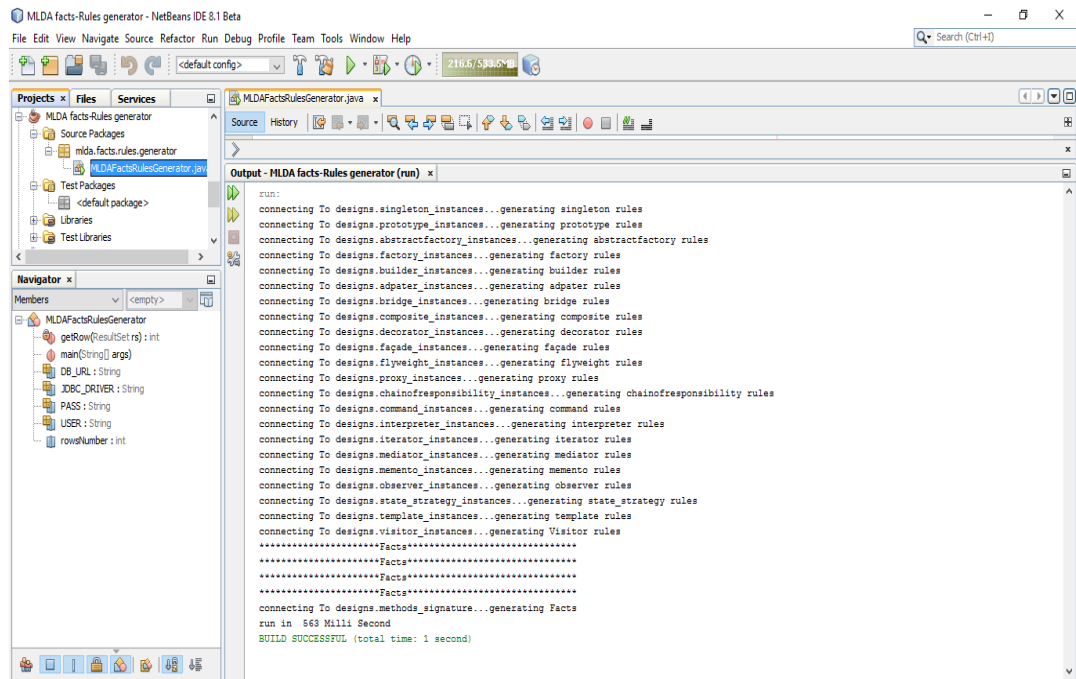 MLDA facts-Rules generator - NetBeans IDE 8.1 Beta
File Edit View Navigate Source Refactor Run Debug Profile Team Tools Window Help
Search (Ctrl+I)
<default config>
216.6/533.5MB
Projects x Files Services
MLDA facts-Rules generator
Source Packages
mlda.facts.rules.generator
MLDAFactsRulesGenerator.java
Test Packages
<default package>
Libraries
Test Libraries
Navigator x
Members
<empty>
MLDAFactsRulesGenerator
getRow(ResultSet rs) : int
main(String[] args)
DB_URL : String
JDBC_DRIVER : String
PASS : String
USER : String
rowsNumber : int
MLDAFactsRulesGenerator.java x
Source History
Output - MLDA facts-Rules generator (run) x
run:
connecting To designs.singleton_instances...generating singleton rules
connecting To designs.prototype_instances...generating prototype rules
connecting To designs.abstractfactory_instances...generating abstractfactory rules
connecting To designs.factory_instances...generating factory rules
connecting To designs.builder_instances...generating builder rules
connecting To designs.adpater_instances...generating adpater rules
connecting To designs.bridge_instances...generating bridge rules
connecting To designs.composite_instances...generating composite rules
connecting To designs.decorator_instances...generating decorator rules
connecting To designs.façade_instances...generating façade rules
connecting To designs.flyweight_instances...generating flyweight rules
connecting To designs.proxy_instances...generating proxy rules
connecting To designs.chainofresponsibility_instances...generating chainofresponsibility rules
connecting To designs.command_instances...generating command rules
connecting To designs.interpreter_instances...generating interpreter rules
connecting To designs.iterator_instances...generating iterator rules
connecting To designs.mediator_instances...generating mediator rules
connecting To designs.memento_instances...generating memento rules
connecting To designs.observer_instances...generating observer rules
connecting To designs.state_strategy_instances...generating state_strategy rules
connecting To designs.template_instances...generating template rules
connecting To designs.visitor_instances...generating Visitor rules
**********************Facts*******************************
**********************Facts*******************************
**********************Facts*******************************
**********************Facts*******************************
connecting To designs.methods_signature...generating Facts
run in  563 Milli Second
BUILD SUCCESSFUL (total time: 1 second)